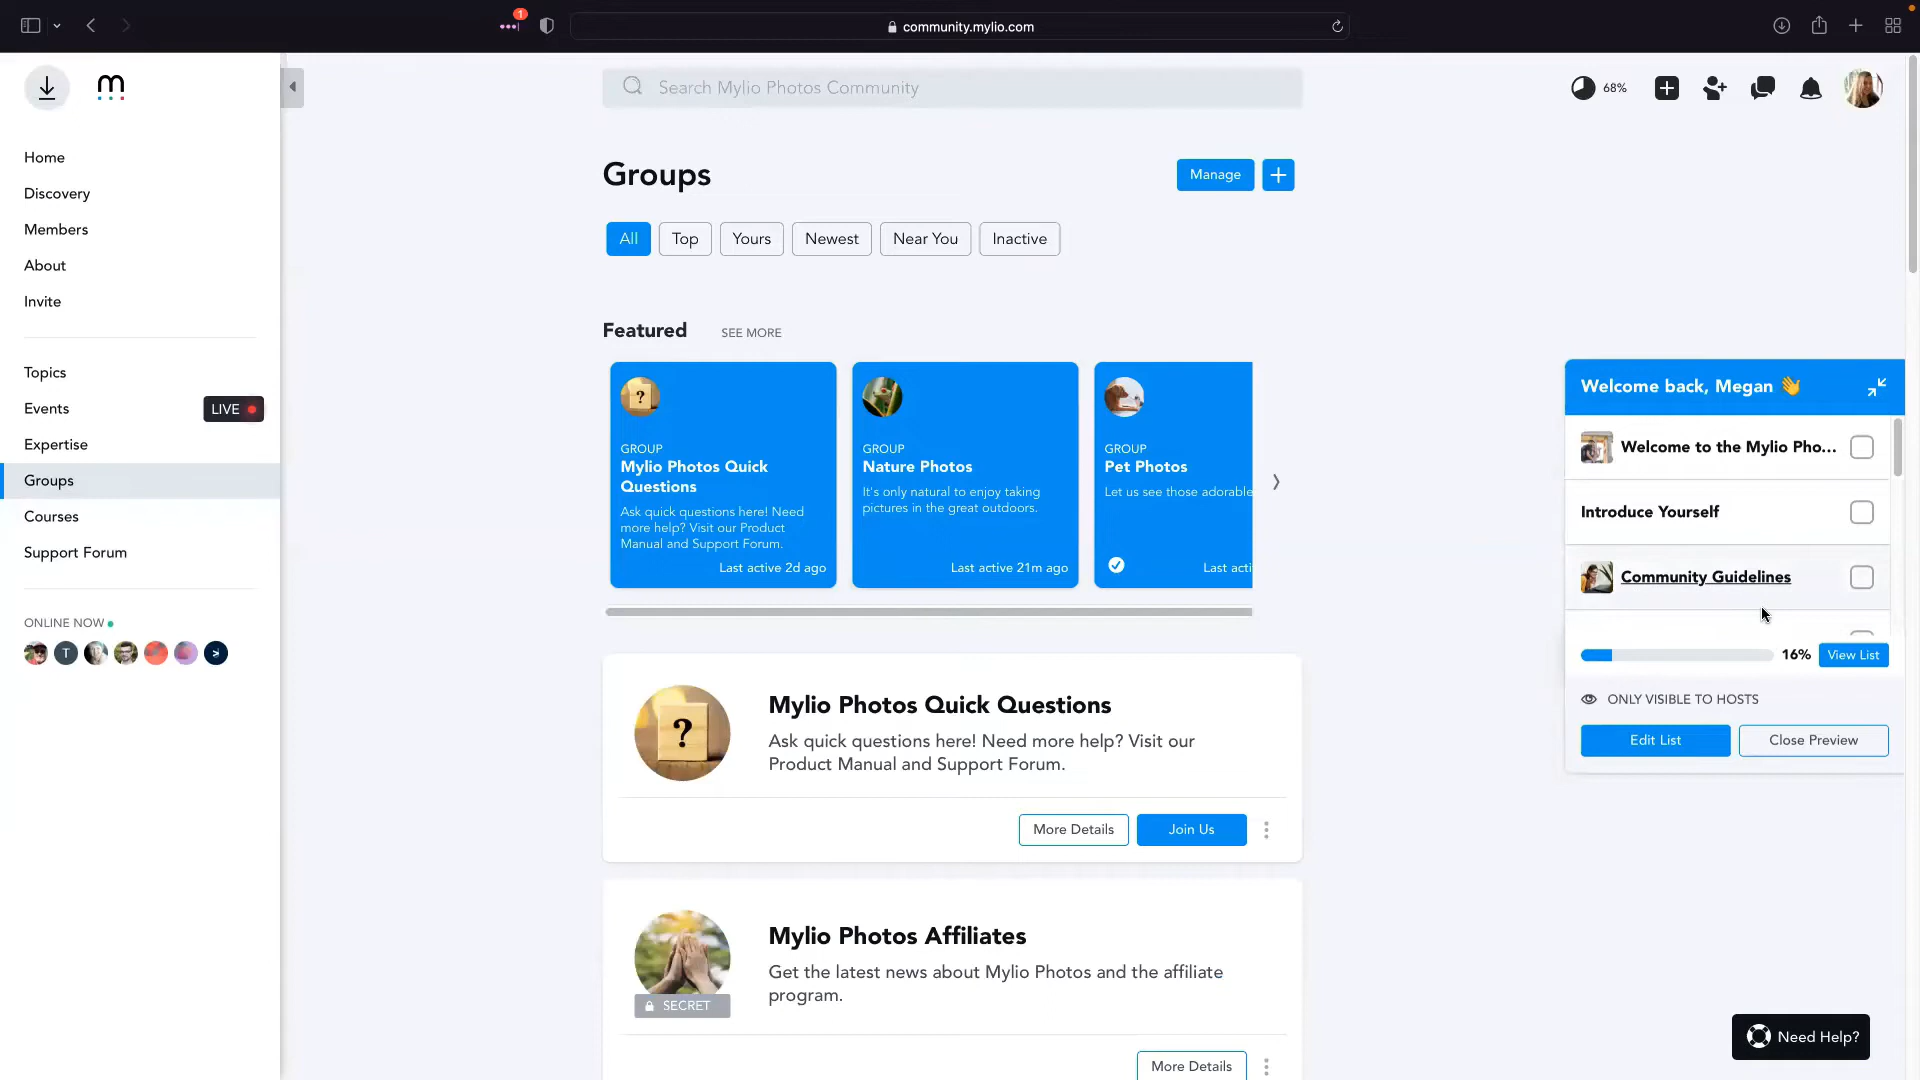 1
community.mylio.com
m
Search Mylio Photos Community
68%
Home
Discovery
Members
About
Invite
Topics
Events
LIVE
Expertise
Groups
Courses
Support Forum
ONLINE NOW
T
Groups
Manage
All
Top
Yours
Newest
Near You
Inactive
Featured
SEE MORE
?
GROUP
Mylio Photos Quick
Questions
Ask quick questions here! Need
more help? Visit our Product
Manual and Support Forum.
Last active 2d ago
GROUP
Nature Photos
It's only natural to enjoy taking
pictures in the great outdoors.
Last active 21m ago
GROUP
Pet Photos
Let us see those adorable
Last acti
?
Mylio Photos Quick Questions
Ask quick questions here! Need more help? Visit our
Product Manual and Support Forum.
More Details
Join Us
SECRET
Mylio Photos Affiliates
Get the latest news about Mylio Photos and the affiliate
program.
More Details
Welcome back, Megan 👋
Welcome to the Mylio Pho...
Introduce Yourself
Community Guidelines
16%
View List
ONLY VISIBLE TO HOSTS
Edit List
Close Preview
Need Help?